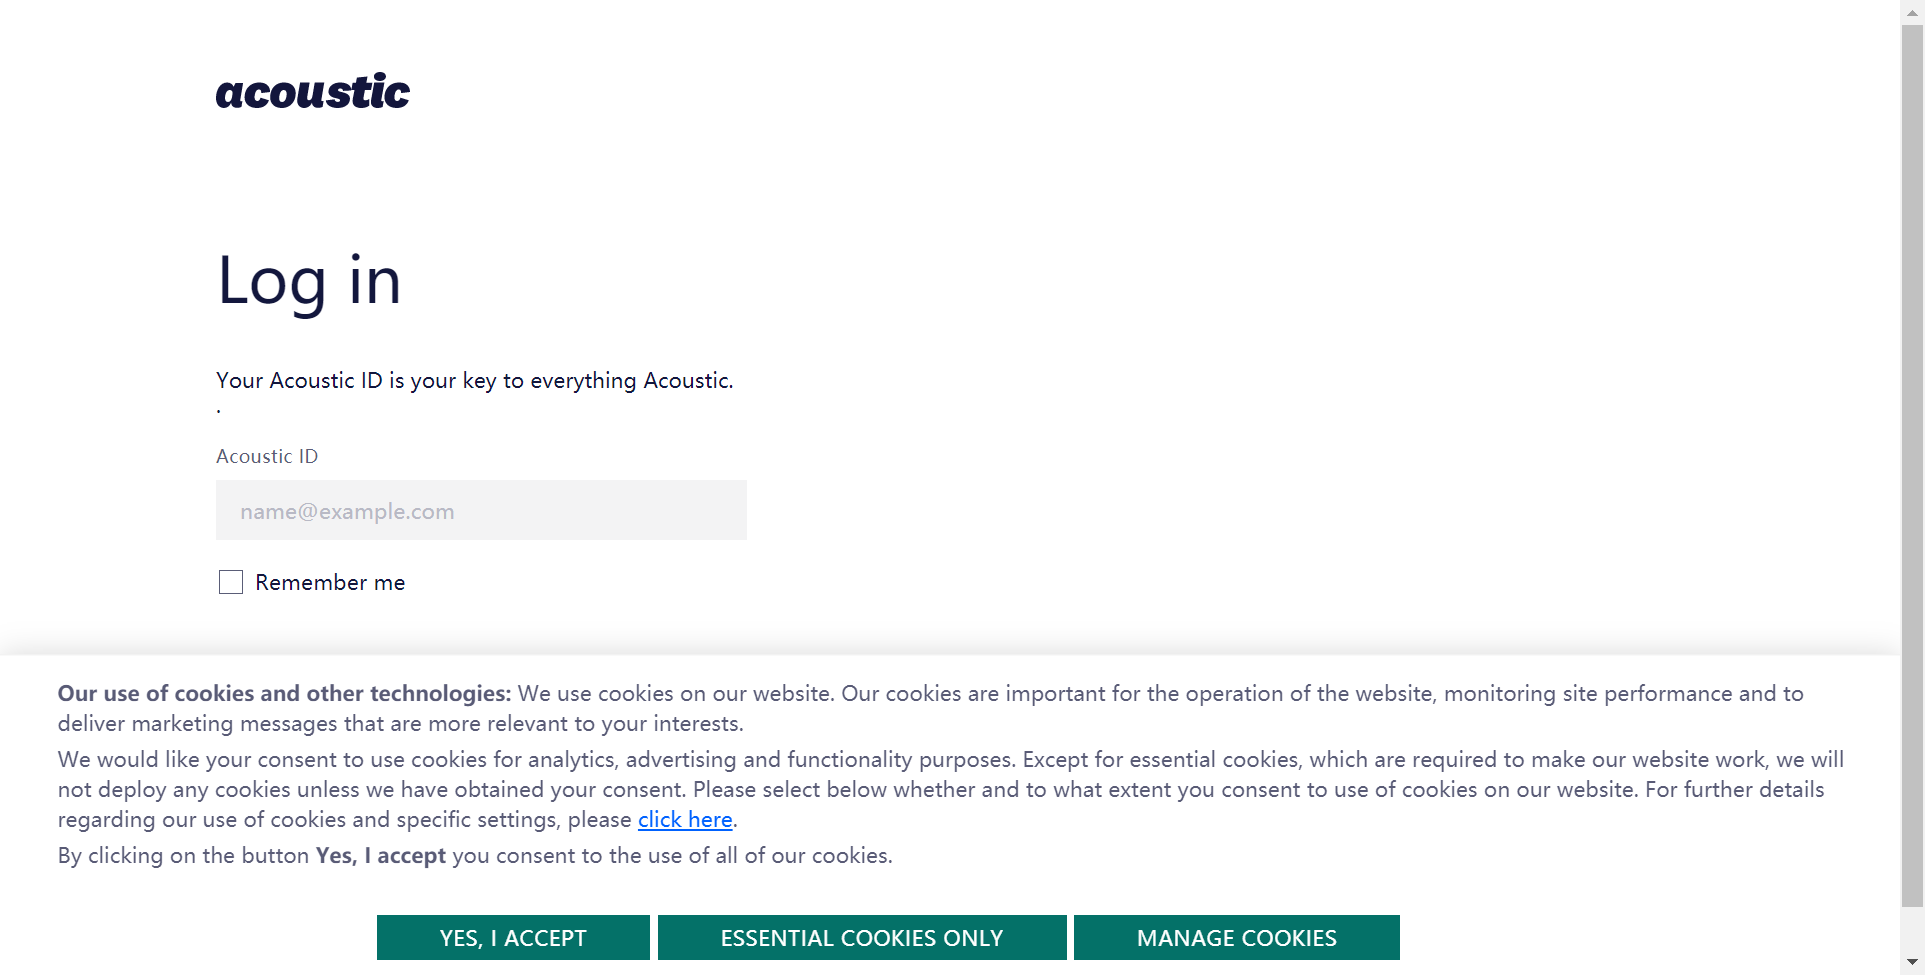 acoustic
Log in
Your Acoustic ID is your key to everything Acoustic.
.
Acoustic ID
name@example.com
Remember me
Our use of cookies and other technologies: We use cookies on our website. Our cookies are important for the operation of the website, monitoring site performance and to
deliver marketing messages that are more relevant to your interests.
We would like your consent to use cookies for analytics, advertising and functionality purposes. Except for essential cookies, which are required to make our website work, we will
not deploy any cookies unless we have obtained your consent. Please select below whether and to what extent you consent to use of cookies on our website. For further details
regarding our use of cookies and specific settings, please click here.
By clicking on the button Yes, I accept you consent to the use of all of our cookies.
YES, I ACCEPT
ESSENTIAL COOKIES ONLY
MANAGE COOKIES